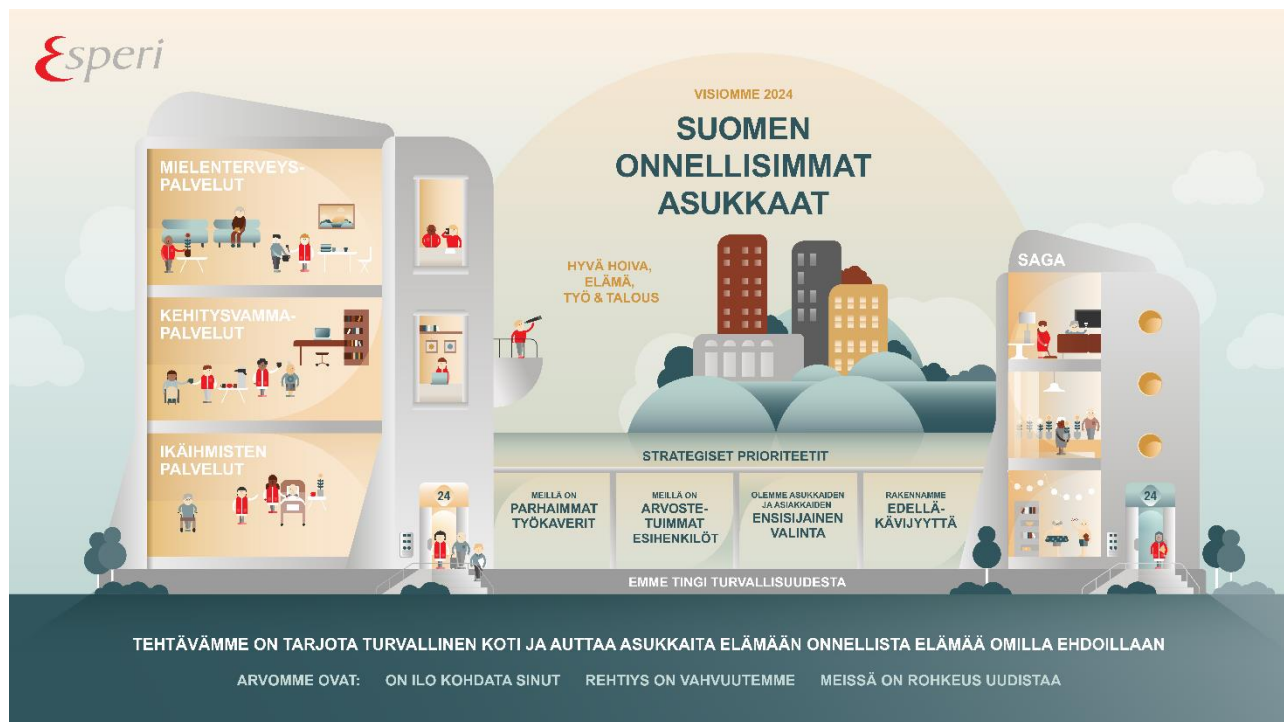 Esperi
VISIOMME 2024
SUOMEN
ONNELLISIMMAT
ASUKKAAT
HYVÄ HOIVA,
ELÄMÄ,
TYÖ & TALOUS
MIELENTERVEYS-
PALVELUT
KEHITYSVAMMA-
PALVELUT
IKÄIHMISTEN
PALVELUT
24
SAGA
24
STRATEGISET PRIORITEETIT
MEILLÄ ON
PARHAIMMAT
TYÖKAVERIT
MEILLÄ ON
ARVOSTE-
TUIMMAT
ESIHENKILÖT
OLEMME ASUKKAIDEN
JA ASIAKKAIDEN
ENSISIJAINEN
VALINTA
RAKENNAMME
EDELLÄ-
KÄVIJYYTTÄ
EMME TINGI TURVALLISUUDESTA
TEHTÄVÄMME ON TARJOTA TURVALLINEN KOTI JA AUTTAA ASUKKAITA ELÄMÄÄN ONNELLISTA ELÄMÄÄ OMILLA EHDOILLAAN
ARVOMME OVAT: ON ILO KOHDATA SINUT REHTIYS ON VAHVUUTEMME MEISSÄ ON ROHKEUS UUDISTAA